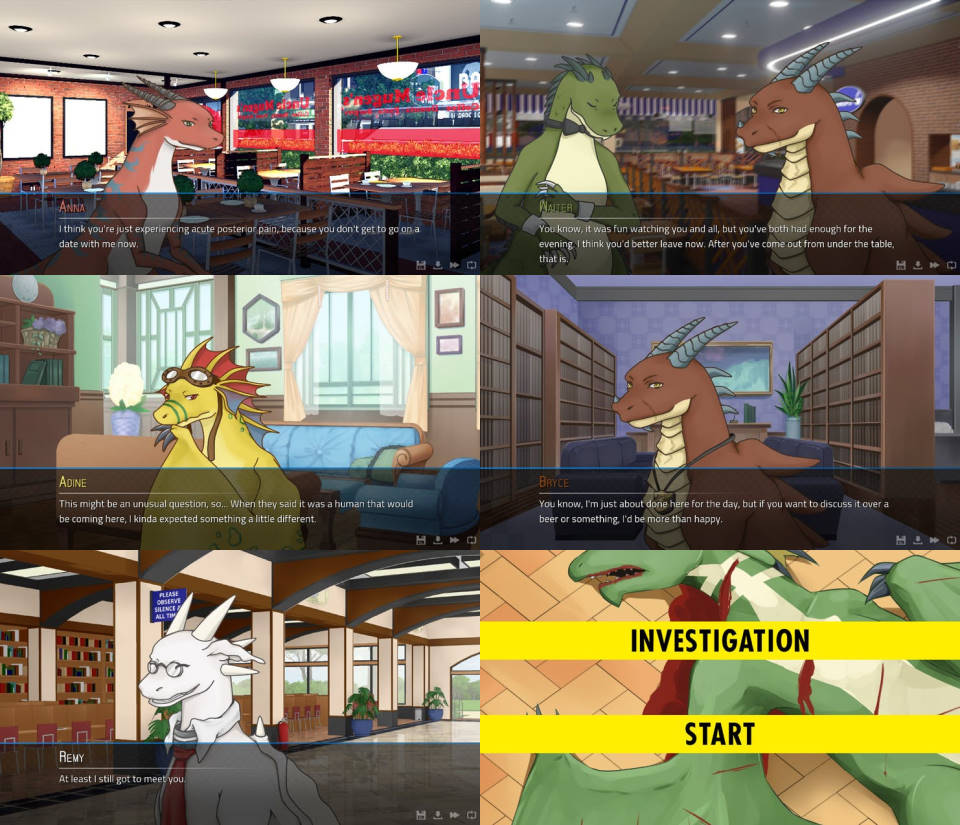 ANNA
I think you're just experiencing acute posterior pain, because you don't get to go on a
date with me now.
WAITER
You know, it was fun watching you and all, but you've both had enough for the
evening. I think you'd better leave now. After you've come out from under the table,
that is.
ADINE
This might be an unusual question, so... When they said it was a human that would
be coming here, I kinda expected something a little different.
BRYCE
You know, I'm just about done here for the day, but if you want to discuss it over a
beer or something, I'd be more than happy.
PLEASE
OBSERVE
SILENCE
ALL
REMY
At least I still got to meet you.
INVESTIGATION
START